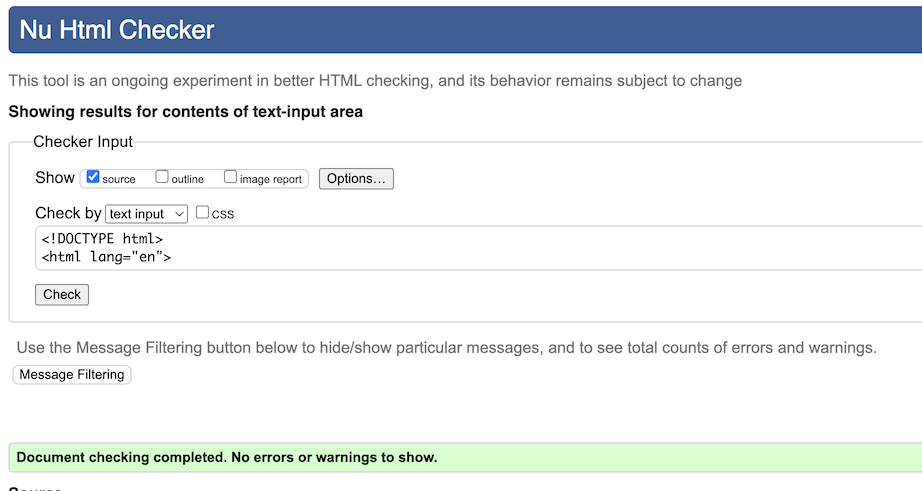 Nu Html Checker
This tool is an ongoing experiment in better HTML checking, and its behavior remains subject to change
Showing results for contents of text-input area
Checker Input
Show source outline image report Options...
Check by text input css
<!DOCTYPE html>
<html lang="en">
Check
Use the Message Filtering button below to hide/show particular messages, and to see total counts of errors and warnings.
Message Filtering
Document checking completed. No errors or warnings to show.